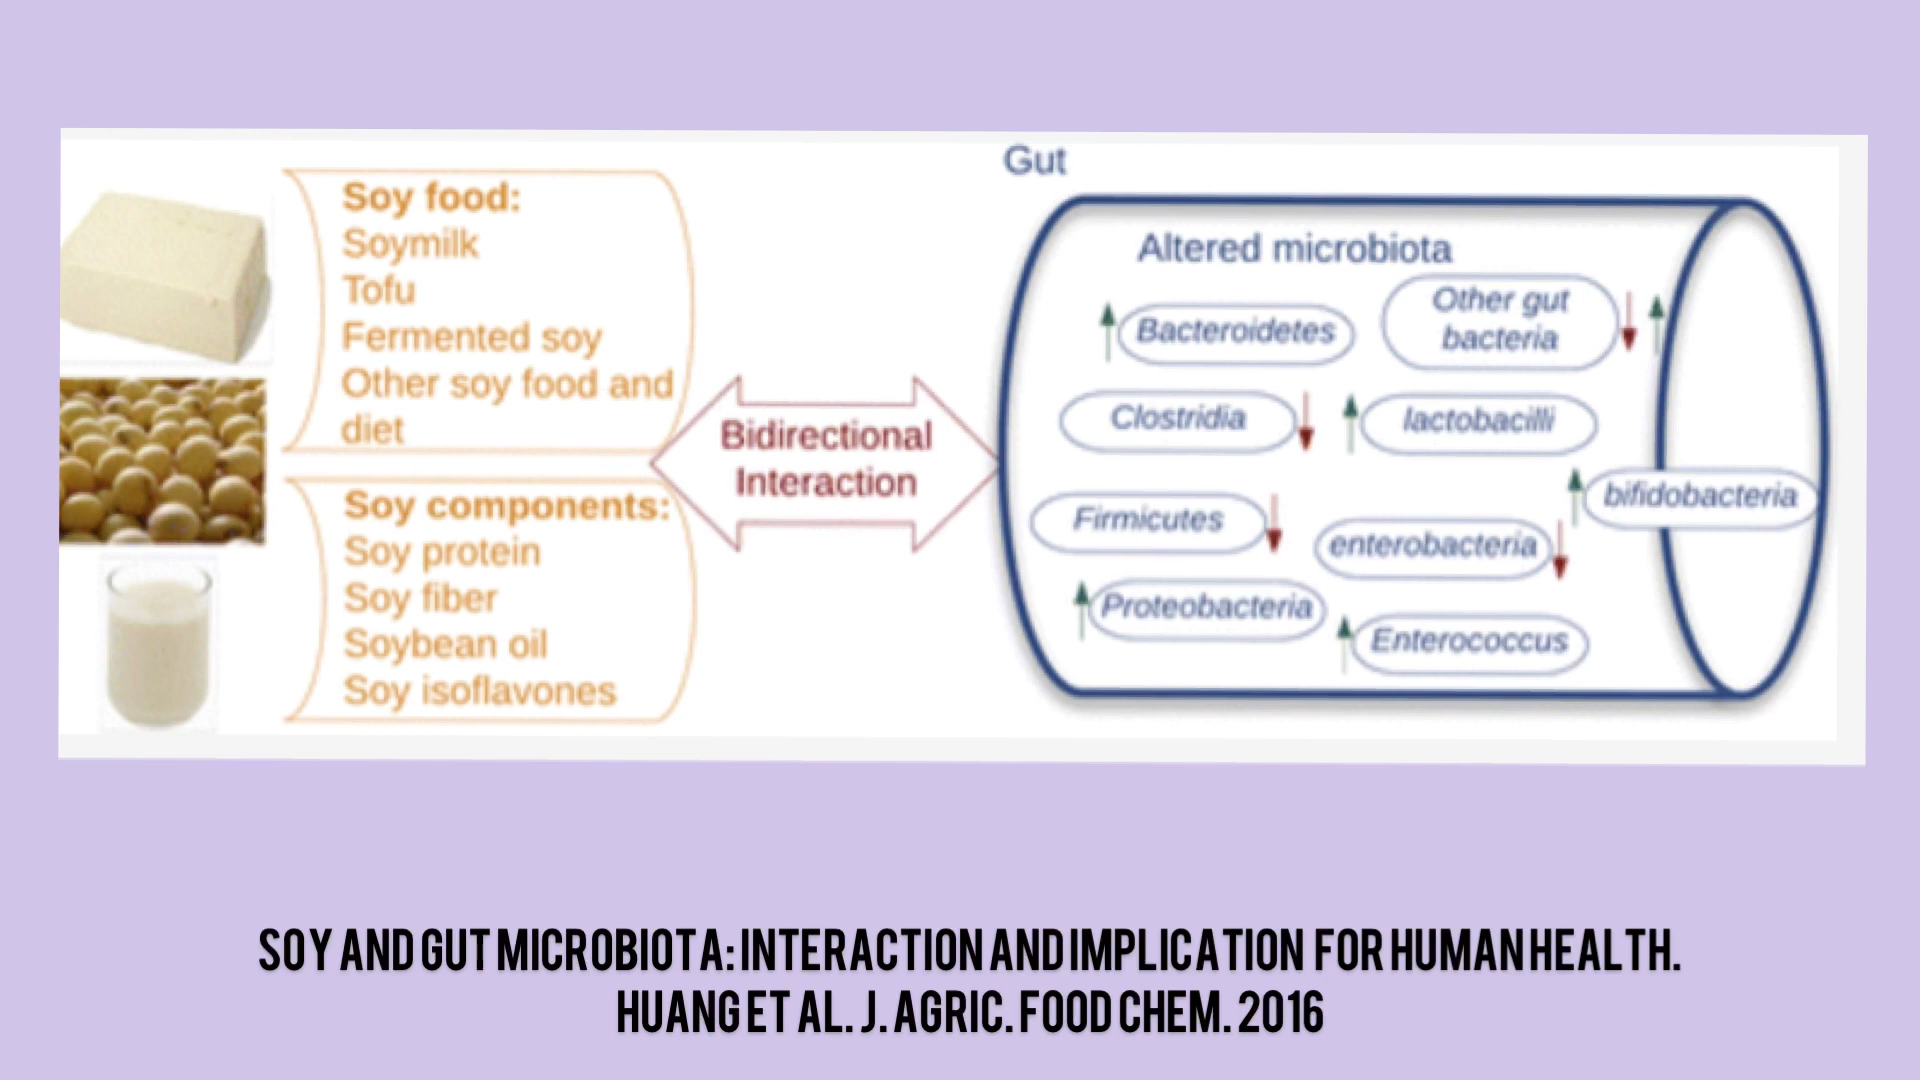 Soy food:
Soymilk
Tofu
Fermented soy
Other soy food and
diet
Soy components:
Soy protein
Soy fiber
Soybean oil
Soy isoflavones
Bidirectional
Interaction
Gut
Altered microbiota
Bacteroidetes
Other gut
bacteria
Clostridia
lactobacilli
bifidobacteria
Firmicutes
enterobacteria
Proteobacteria
Enterococcus
SOY AND GUT MICROBIOTA: INTERACTION AND IMPLICATION FOR HUMAN HEALTH.
HUANG ET AL. J. AGRIC. FOOD CHEM. 2016